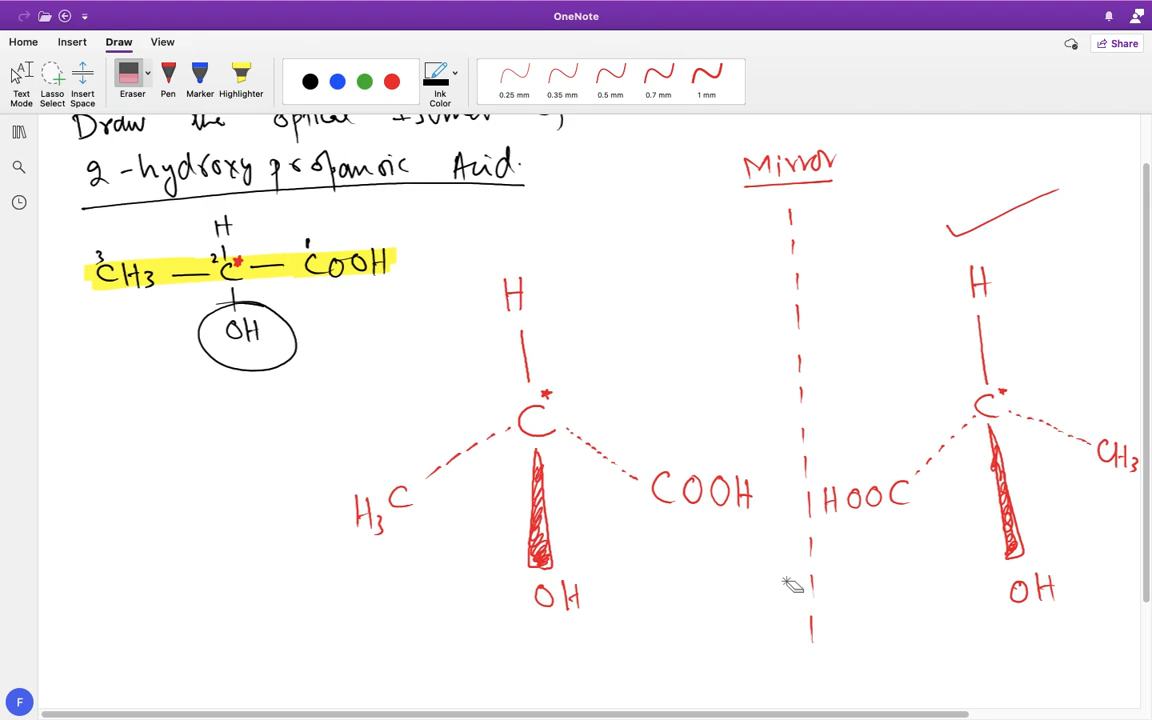 OneNote
Home Insert Draw View
Share
Text Mode
Lasso Select
Insert Space
Eraser
Pen
Marker
Highlighter
Ink Color
0.25 mm 0.35 mm 0.5 mm 0.7 mm 1 mm
Draw the optical Isomer of
2-hydroxy propanoic Acid.
Mirror
H
3 2 * 1
CH3 — C — COOH
OH
H
C*
H3C
COOH
OH
H
C*
HOOC
CH3
OH
F